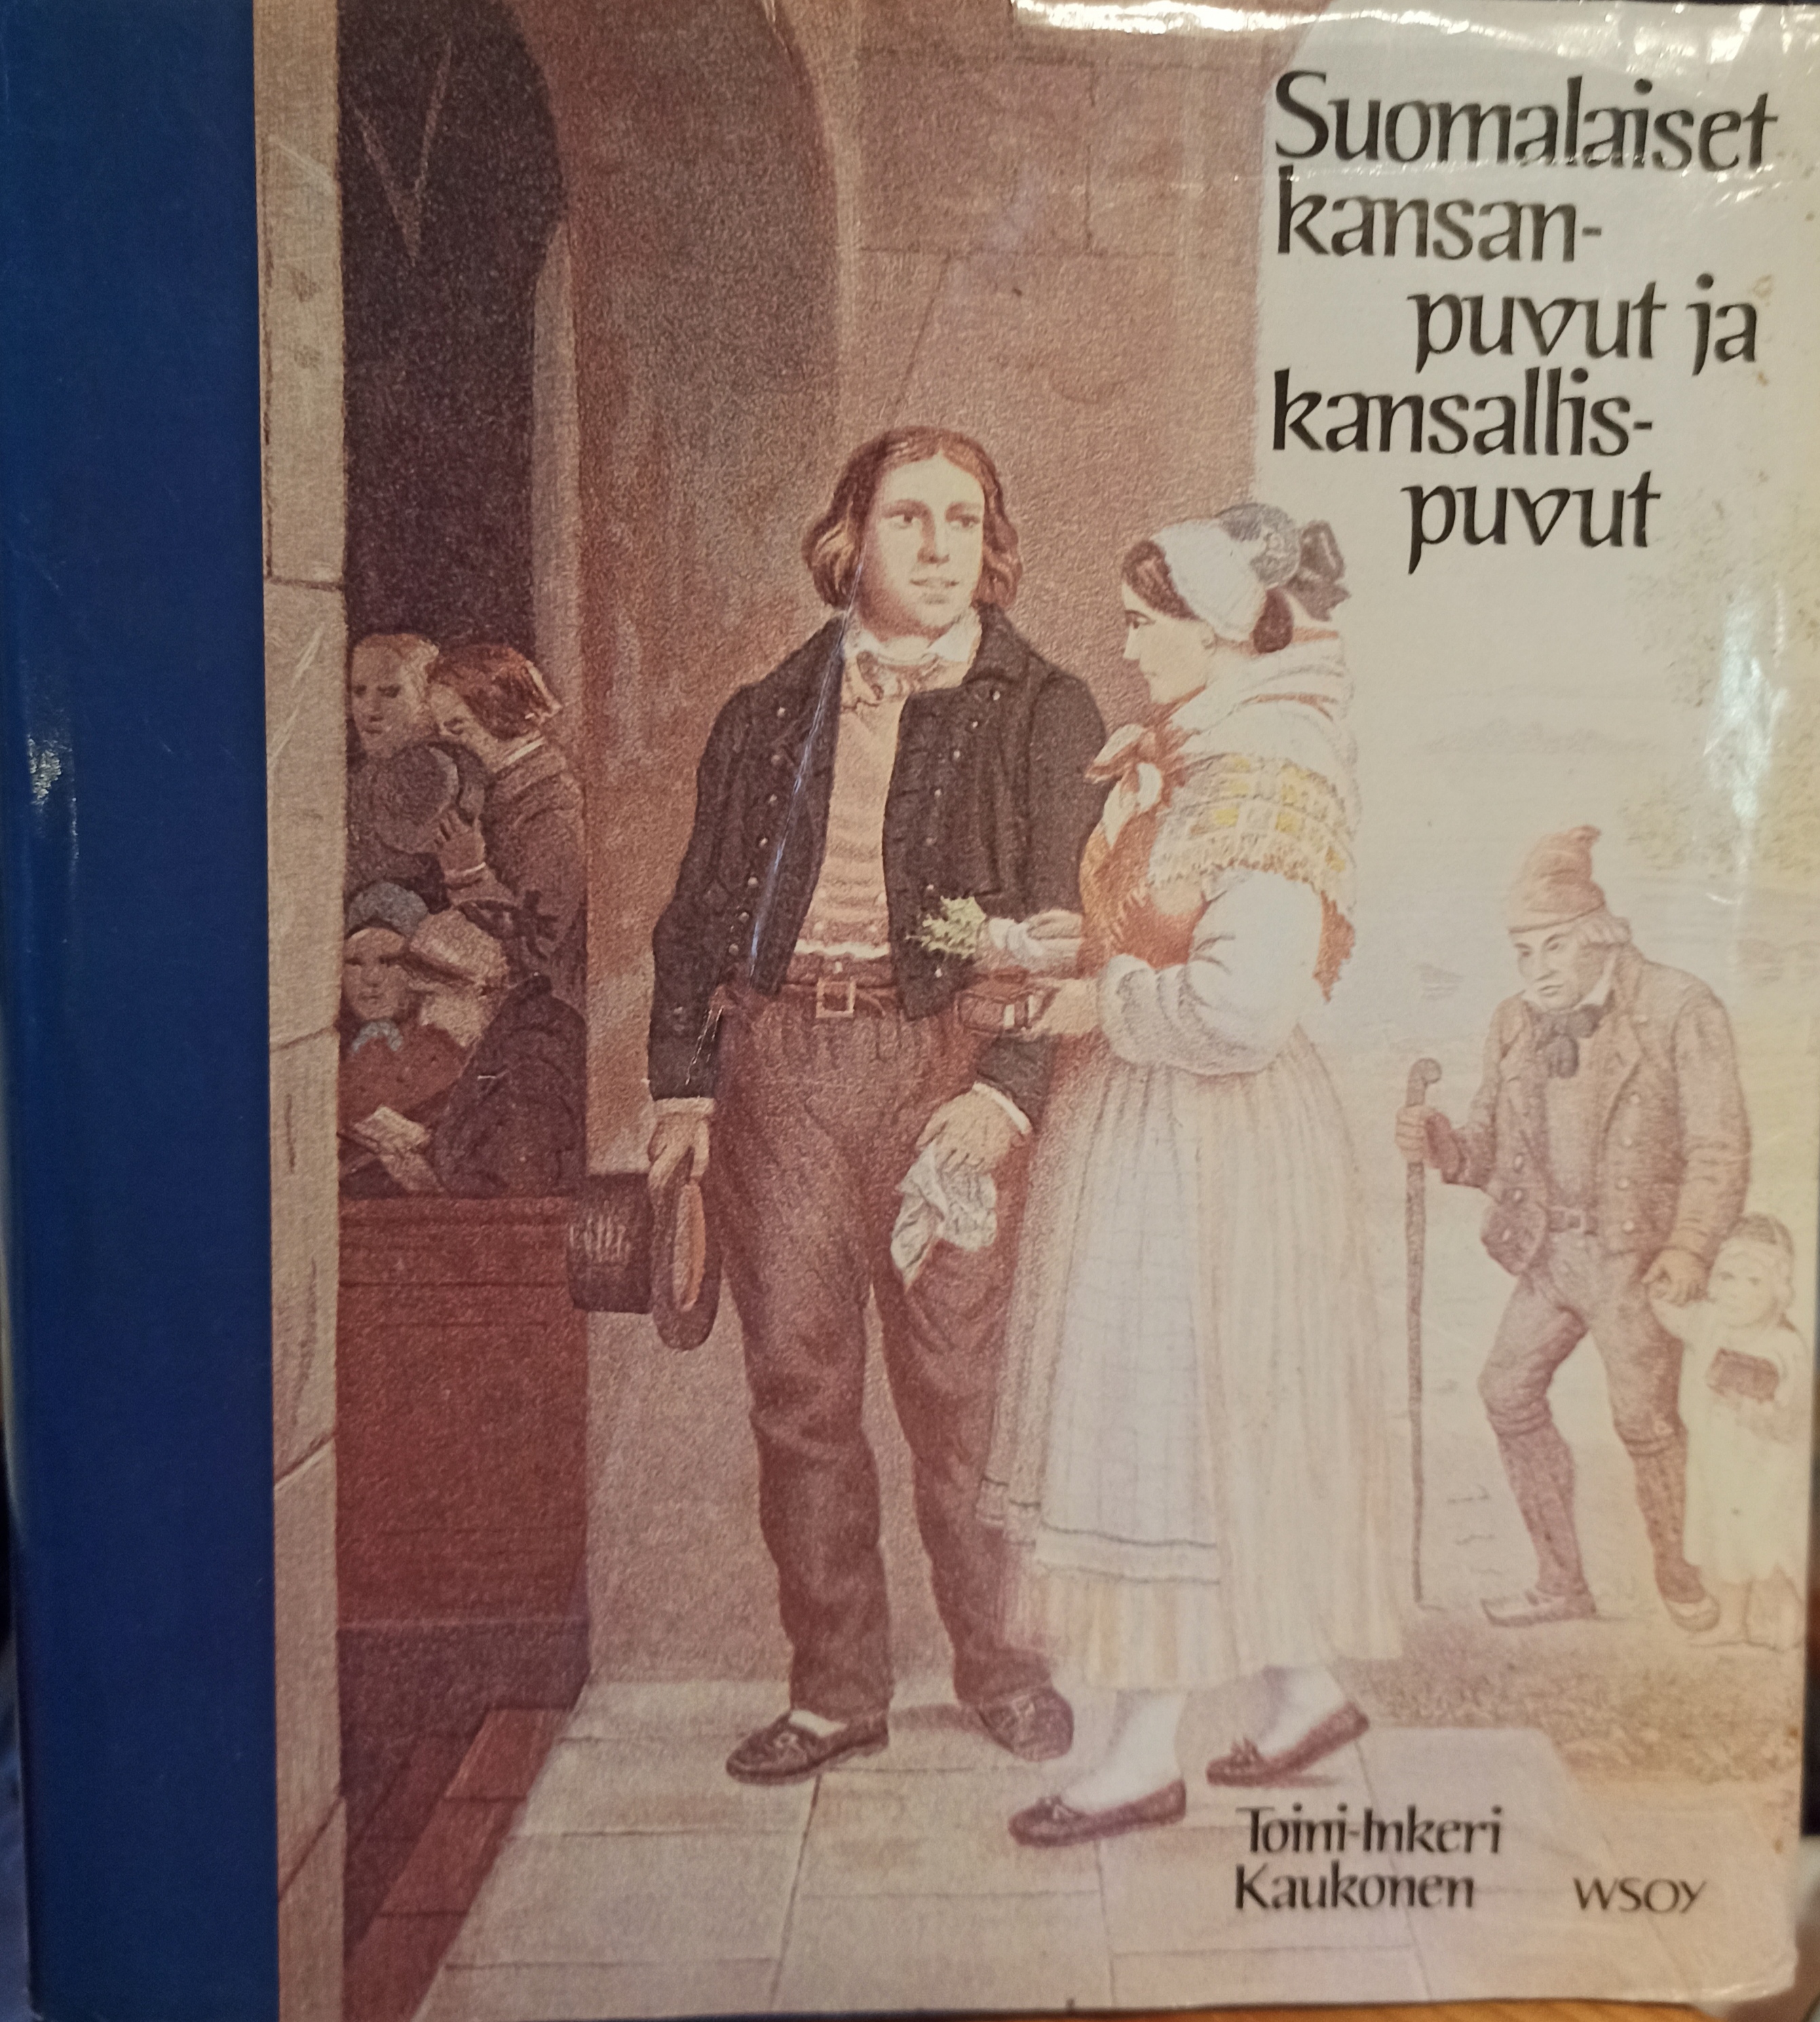 Suomalaiset
kansan-
puvut ja
kansallis-
puvut
Toini-Inkeri
Kaukonen
WSOY